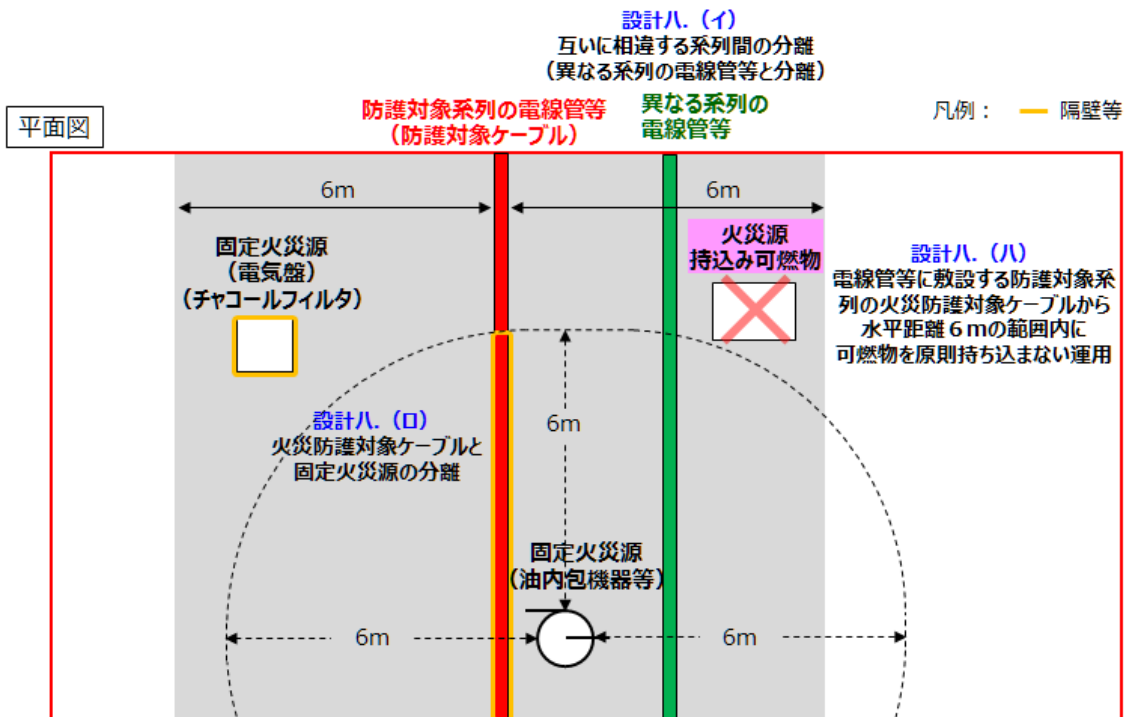 設計ハ.（イ）
互いに相違する系列間の分離
（異なる系列の電線管等と分離）
平面図
防護対象系列の電線管等
（防護対象ケーブル）
異なる系列の
電線管等
凡例： 隔壁等
6m
6m
固定火災源
（電気盤）
（チャコールフィルタ）
火災源
持込み可燃物
設計ハ.（ハ）
電線管等に敷設する防護対象系
列の火災防護対象ケーブルから
水平距離６ｍの範囲内に
可燃物を原則持ち込まない運用
設計ハ.（ロ）
火災防護対象ケーブルと
固定火災源の分離
6m
固定火災源
（油内包機器等）
6m
6m